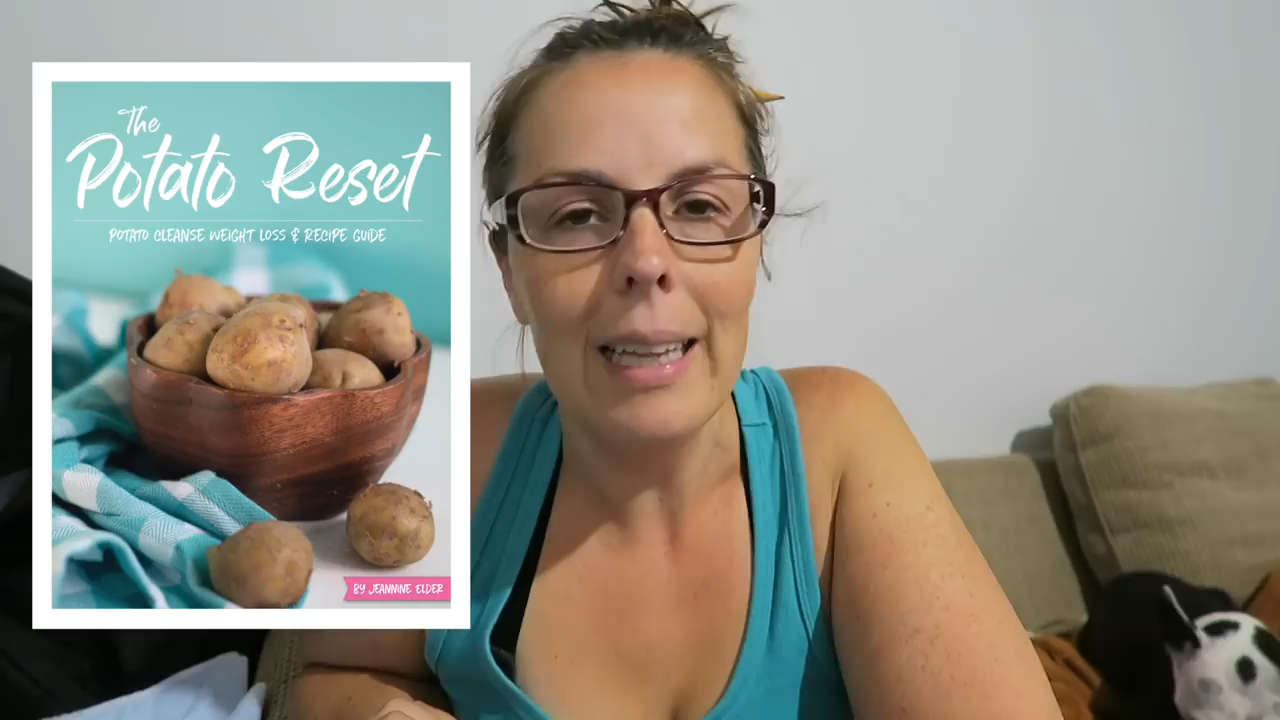 The
Potato Reset
POTATO CLEANSE WEIGHT LOSS & RECIPE GUIDE
BY JEANNINE ELDER